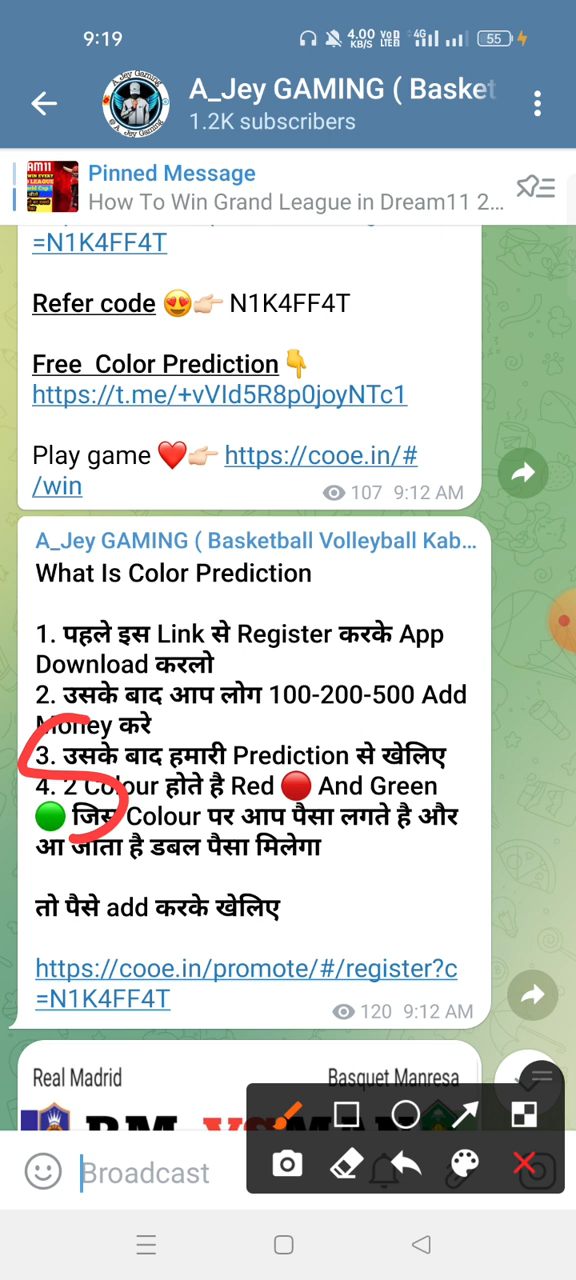 9:19
4.00 KB/S
4G
55
A_Jey GAMING ( Basket
1.2K subscribers
Pinned Message
How To Win Grand League in Dream11 2...
=N1K4FF4T
Refer code 😍👉🏻 N1K4FF4T
Free Color Prediction👇
https://t.me/+vVId5R8p0joyNTc1
Play game ❤️👉🏻 https://cooe.in/#
/win
107 9:12 AM
A_Jey GAMING ( Basketball Volleyball Kab...
What Is Color Prediction
1. पहले इस Link से Register करके App
Download करलो
2. उसके बाद आप लोग 100-200-500 Add
Money करे
3. उसके बाद हमारी Prediction से खेलिए
4. 2 Colour होते है Red 🔴 And Green
🟢 जिस Colour पर आप पैसा लगते है और
आ जाता है डबल पैसा मिलेगा
तो पैसे add करके खेलिए
https://cooe.in/promote/#/register?c
=N1K4FF4T
120 9:12 AM
Real Madrid
Basquet Manresa
Broadcast